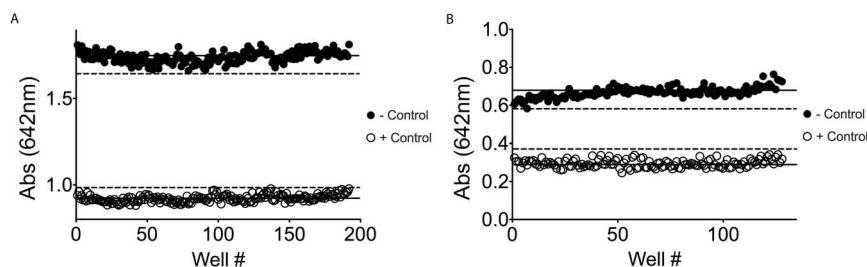 A
Abs (642nm)
1.5
1.0
0
50
100
150
200
Well #
- Control
+ Control
B
Abs (642nm)
1.0
0.8
0.6
0.4
0.2
0.0
0
50
100
Well #
- Control
+ Control